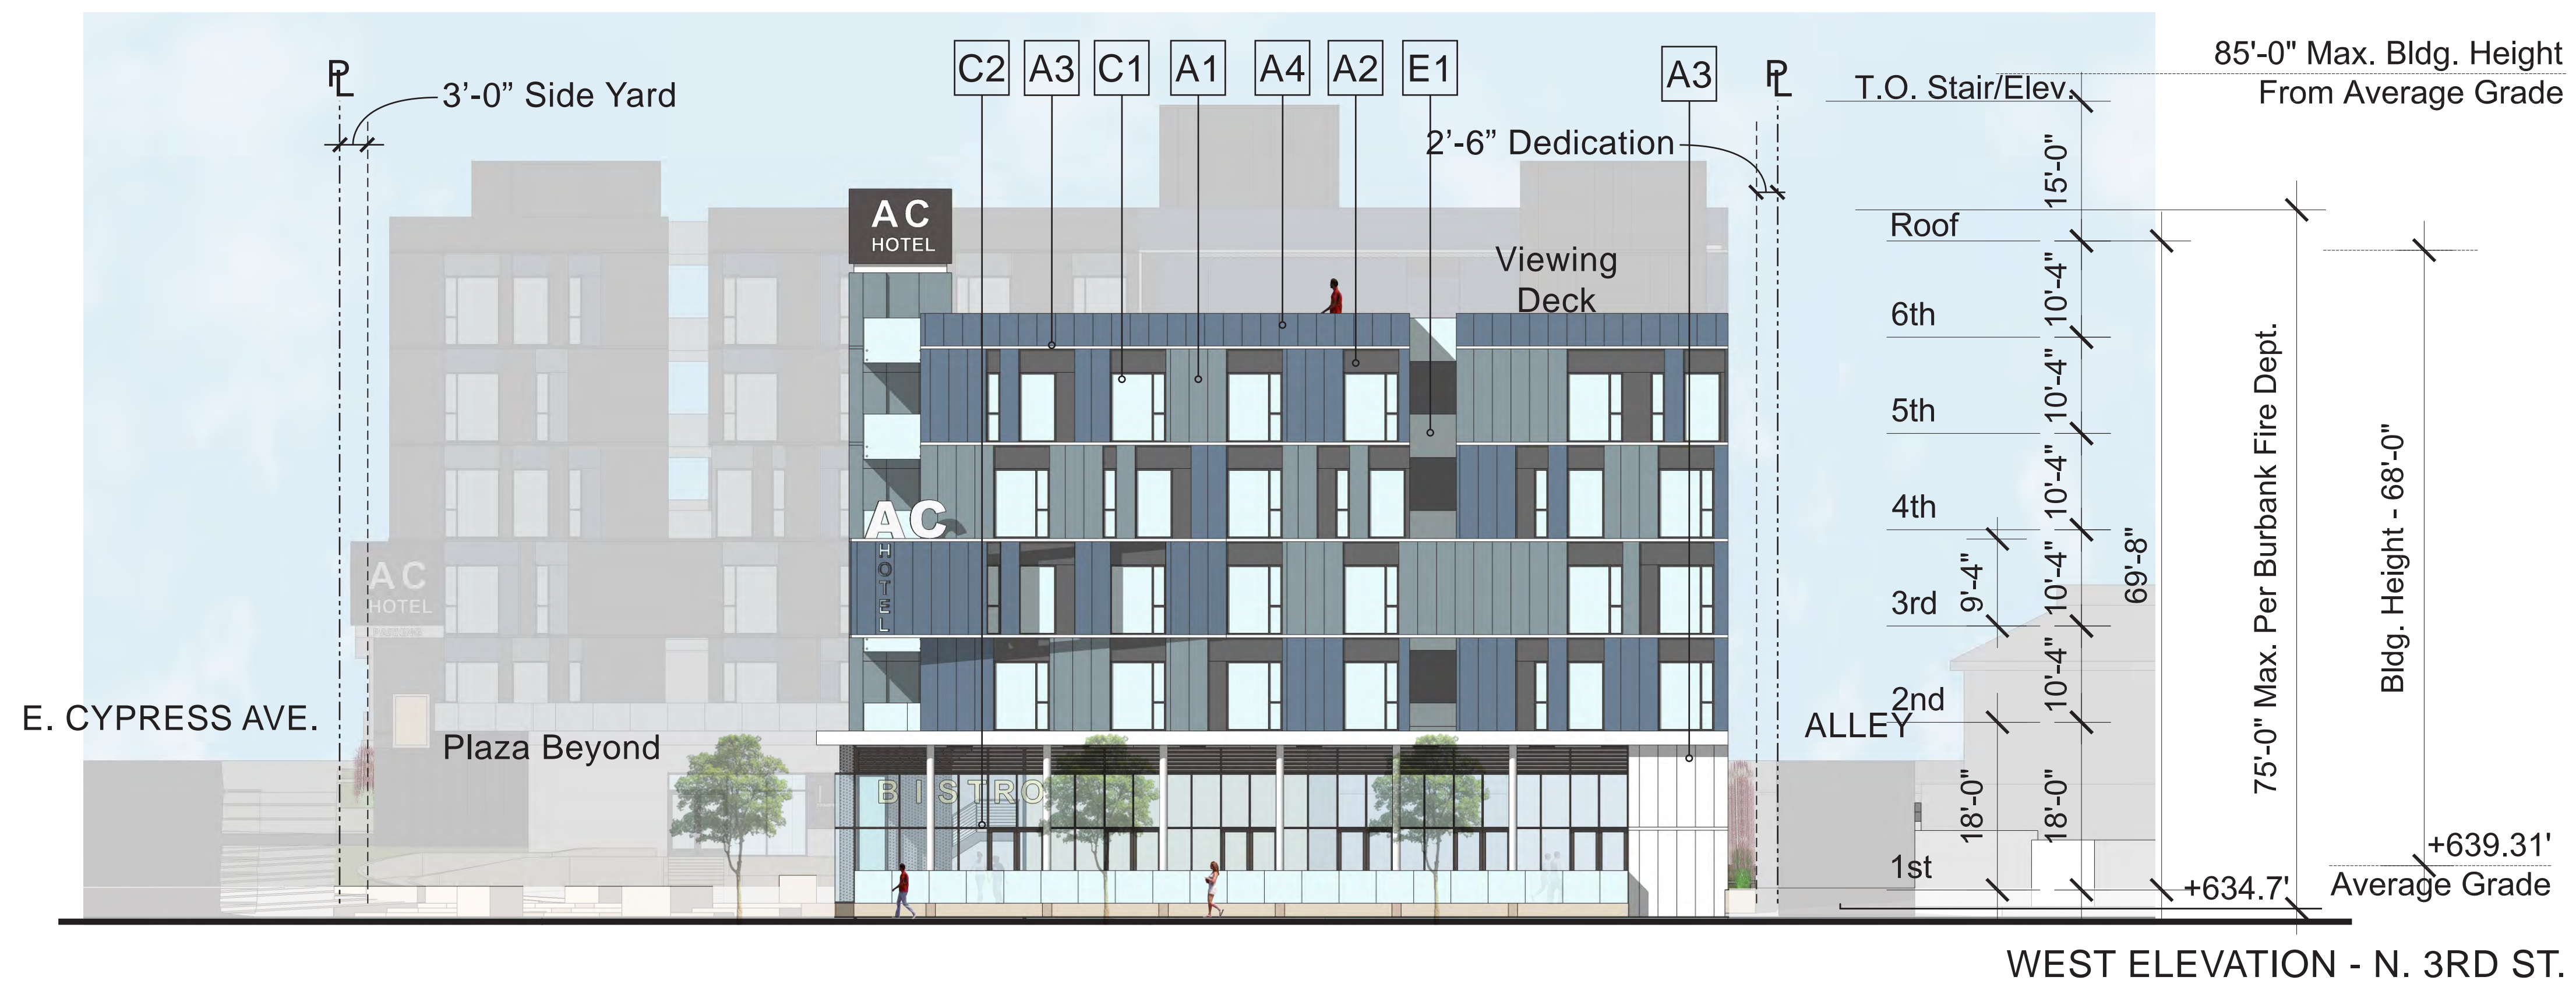 85'-0" Max. Bldg. Height
From Average Grade
PL
3'-0" Side Yard
C2
A3
C1
A1
A4
A2
E1
A3
PL
2'-6" Dedication
T.O. Stair/Elev.
15'-0"
Roof
10'-4"
6th
10'-4"
5th
10'-4"
4th
10'-4"
3rd
10'-4"
2nd
18'-0"
1st
9'-4"
18'-0"
69'-8"
75'-0" Max. Per Burbank Fire Dept.
Bldg. Height - 68'-0"
+639.31'
Average Grade
+634.7'
AC
HOTEL
Viewing
Deck
AC
HOTEL
AC
HOTEL
PARKING
E. CYPRESS AVE.
Plaza Beyond
BISTRO
ALLEY
WEST ELEVATION - N. 3RD ST.